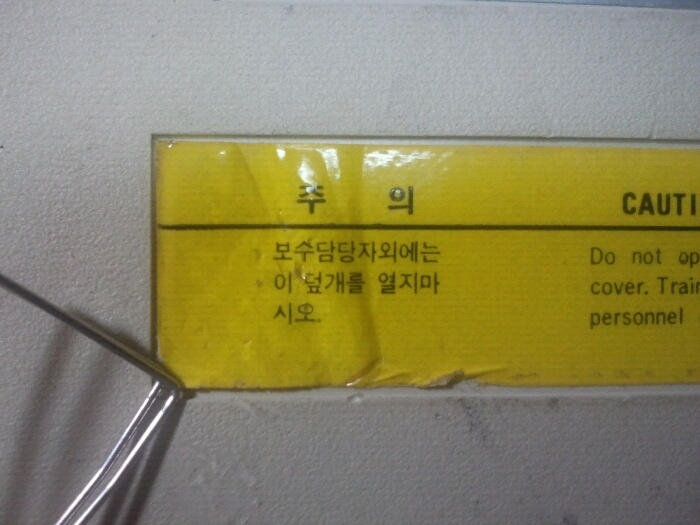 주 의
보수담당자외에는
이 덮개를 열지마
시오.
CAUTI
Do not op
cover. Train
personnel